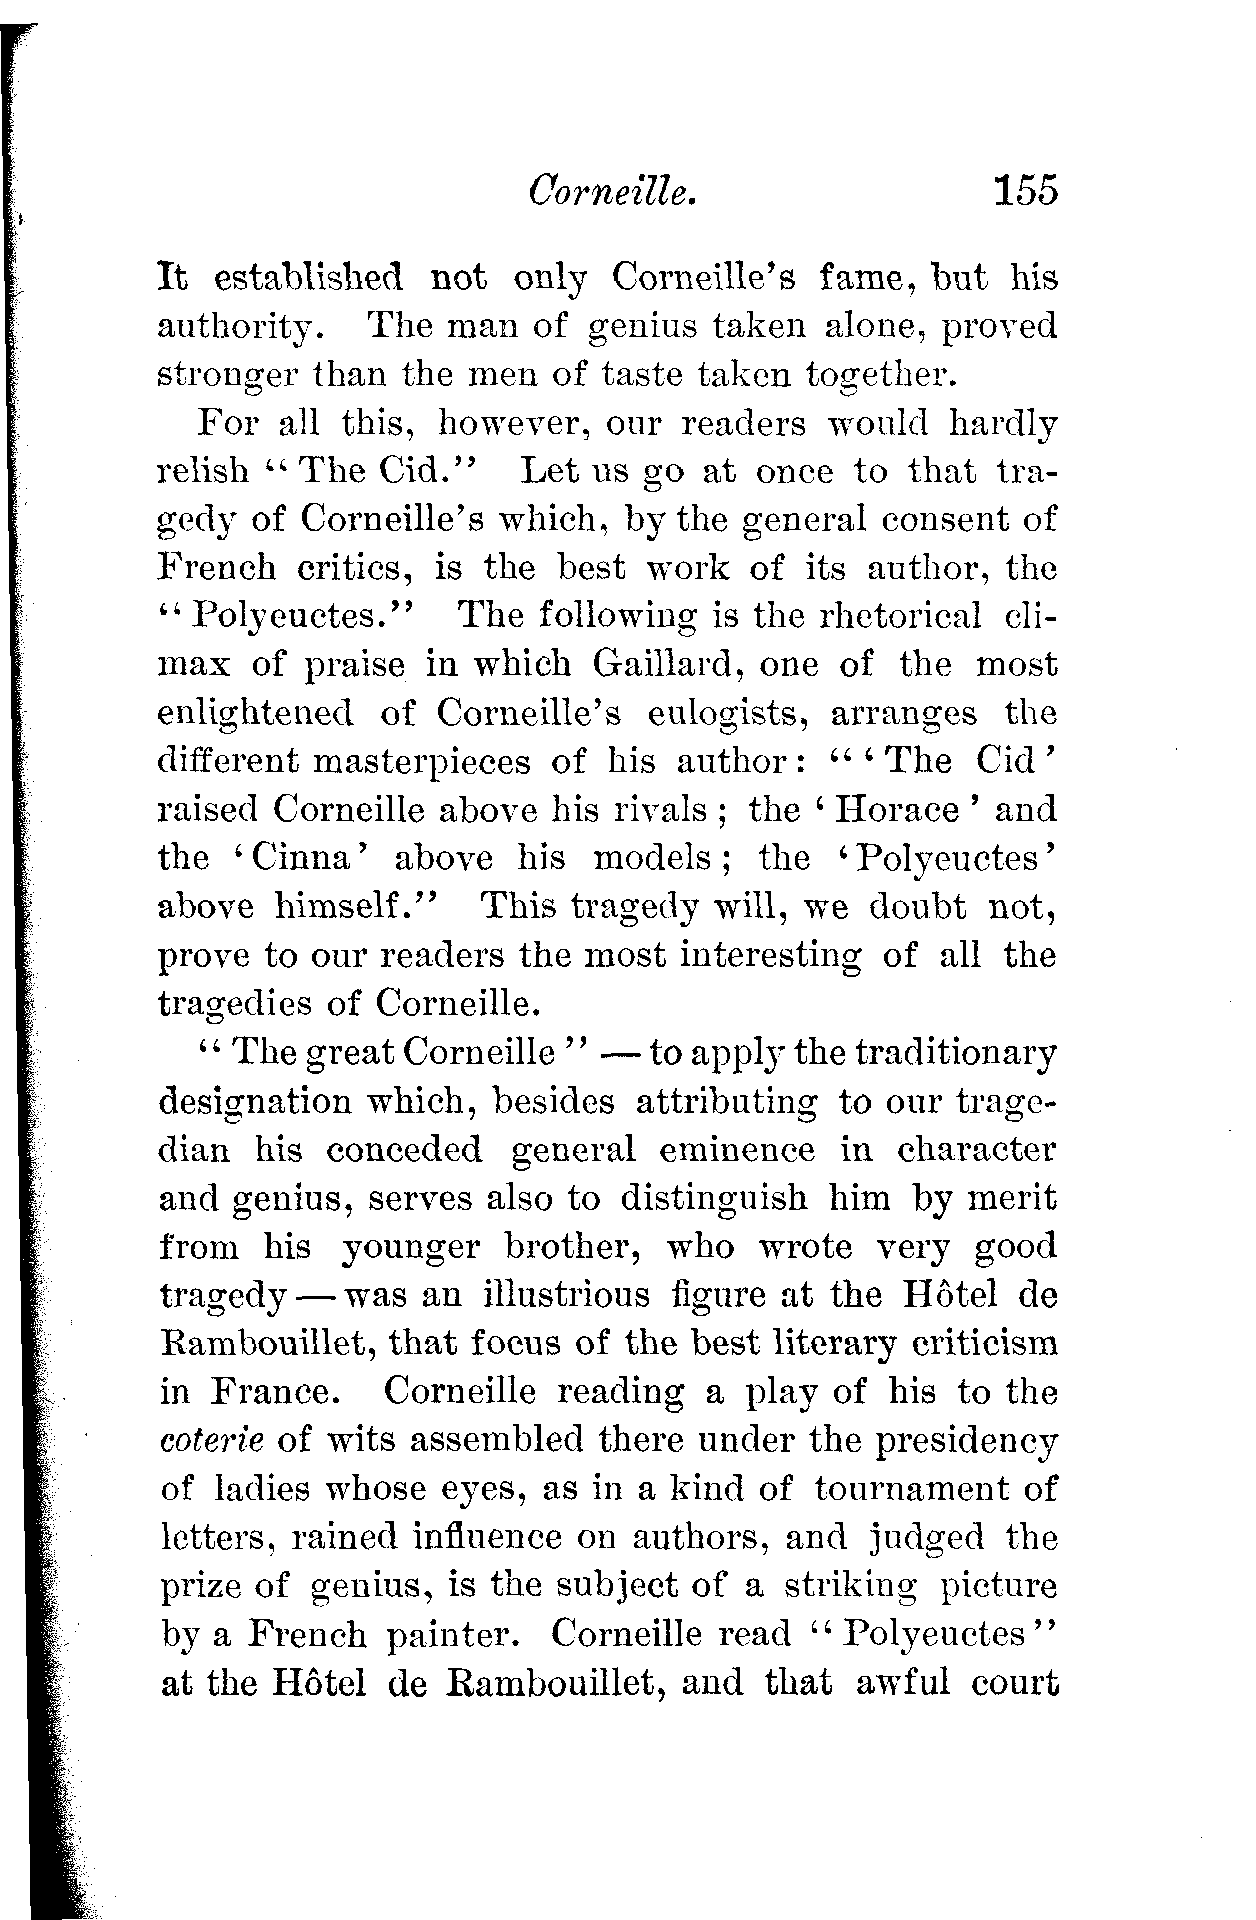 Corneille. 155
It established not only Corneille's fame, but his
authority. The man of genius taken alone, proved
stronger than the men of taste taken together.
For all this, however, our readers would hardly
relish "The Cid." Let us go at once to that tra-
gedy of Corneille's which, by the general consent of
French critics, is the best work of its author, the
"Polyeuctes." The following is the rhetorical cli-
max of praise in which Gaillard, one of the most
enlightened of Corneille's eulogists, arranges the
different masterpieces of his author: "'The Cid'
raised Corneille above his rivals; the 'Horace' and
the 'Cinna' above his models; the 'Polyeuctes'
above himself." This tragedy will, we doubt not,
prove to our readers the most interesting of all the
tragedies of Corneille.
"The great Corneille" — to apply the traditionary
designation which, besides attributing to our trage-
dian his conceded general eminence in character
and genius, serves also to distinguish him by merit
from his younger brother, who wrote very good
tragedy — was an illustrious figure at the Hôtel de
Rambouillet, that focus of the best literary criticism
in France. Corneille reading a play of his to the
coterie of wits assembled there under the presidency
of ladies whose eyes, as in a kind of tournament of
letters, rained influence on authors, and judged the
prize of genius, is the subject of a striking picture
by a French painter. Corneille read "Polyeuctes"
at the Hôtel de Rambouillet, and that awful court